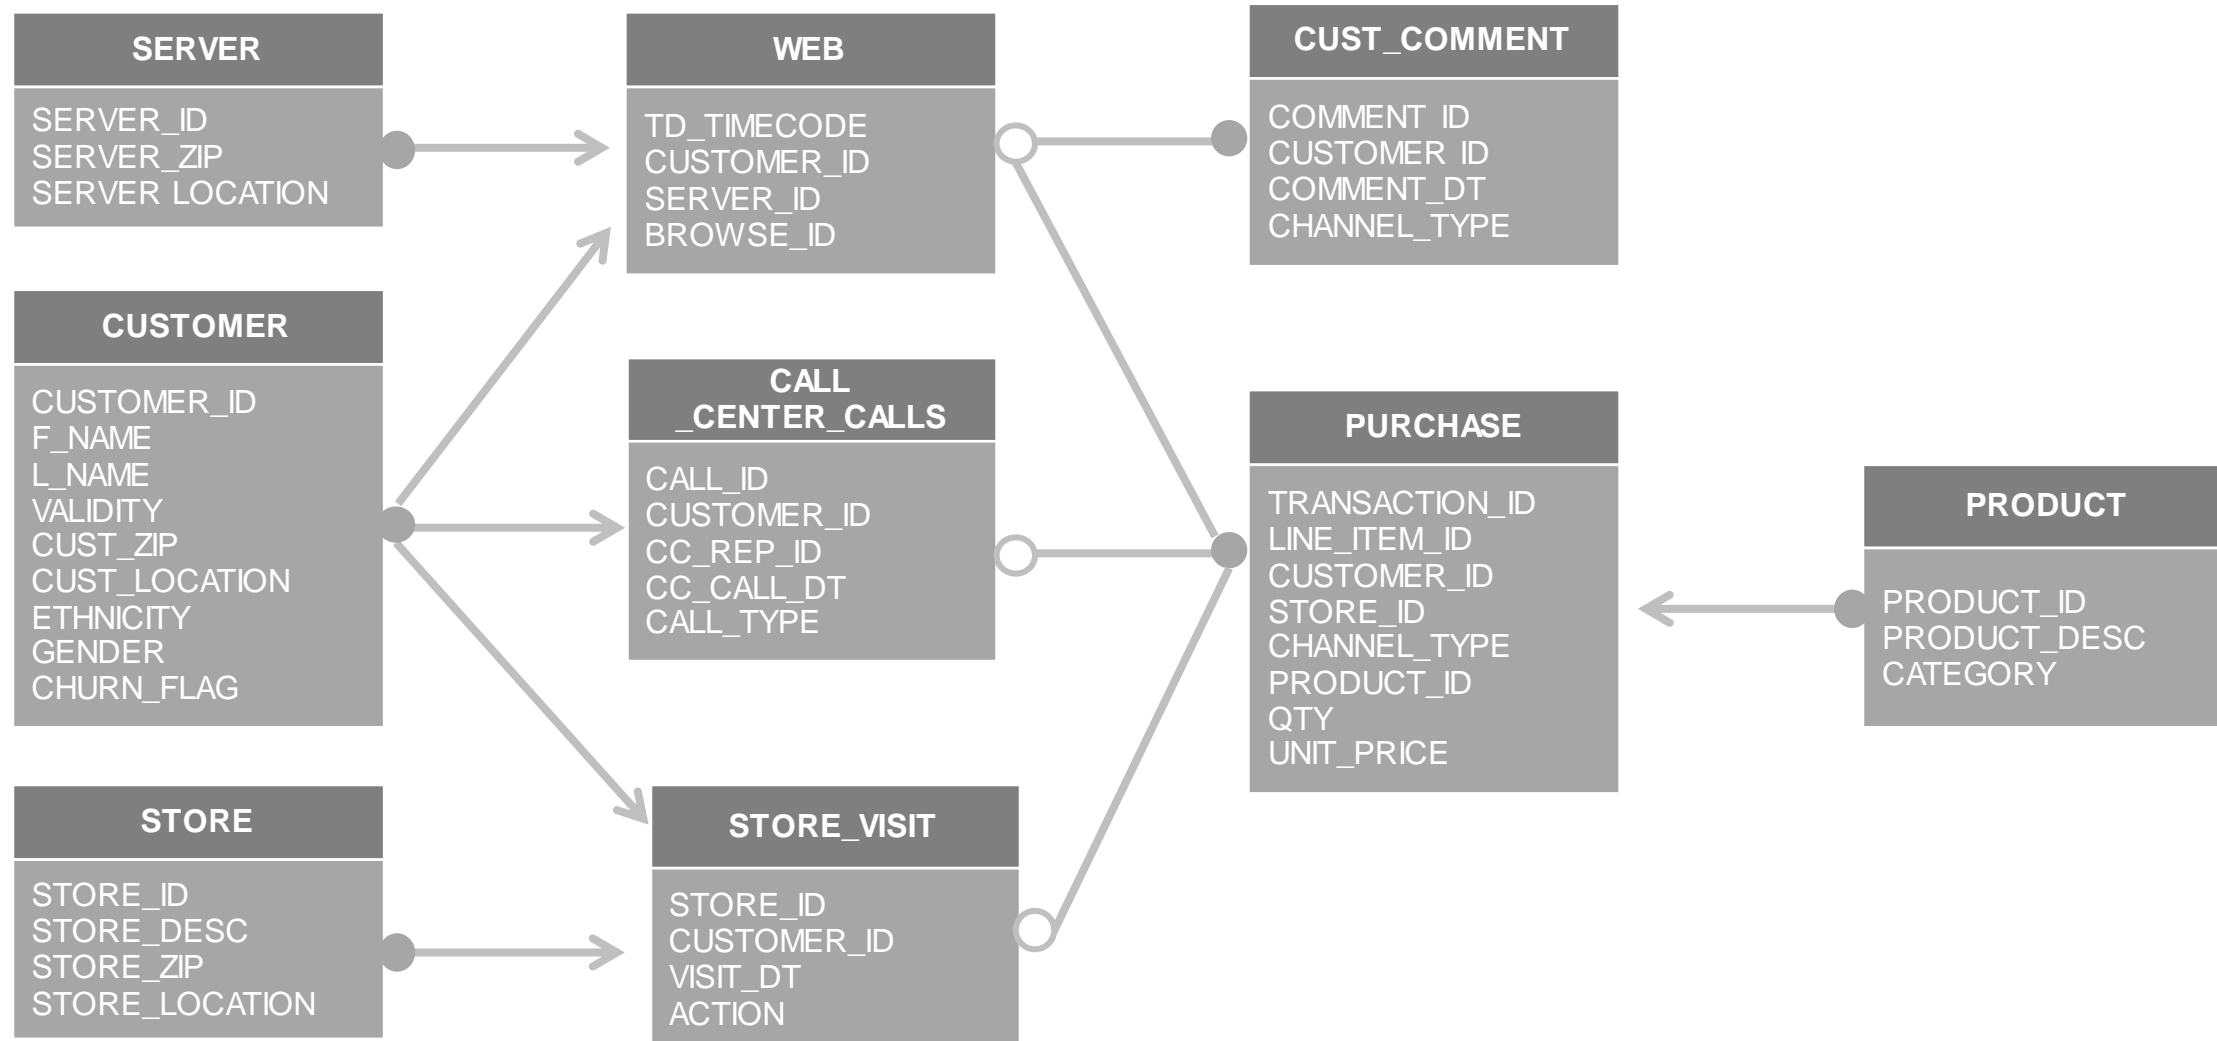 SERVER
SERVER_ID
SERVER_ZIP
SERVER LOCATION
WEB
TD_TIMECODE
CUSTOMER_ID
SERVER_ID
BROWSE_ID
CUST_COMMENT
COMMENT ID
CUSTOMER ID
COMMENT_DT
CHANNEL_TYPE
CUSTOMER
CUSTOMER_ID
F_NAME
L_NAME
VALIDITY
CUST_ZIP
CUST_LOCATION
ETHNICITY
GENDER
CHURN_FLAG
CALL
_CENTER_CALLS
CALL_ID
CUSTOMER_ID
CC_REP_ID
CC_CALL_DT
CALL_TYPE
PURCHASE
TRANSACTION_ID
LINE_ITEM_ID
CUSTOMER_ID
STORE_ID
CHANNEL_TYPE
PRODUCT_ID
QTY
UNIT_PRICE
PRODUCT
PRODUCT_ID
PRODUCT_DESC
CATEGORY
STORE
STORE_ID
STORE_DESC
STORE_ZIP
STORE_LOCATION
STORE_VISIT
STORE_ID
CUSTOMER_ID
VISIT_DT
ACTION